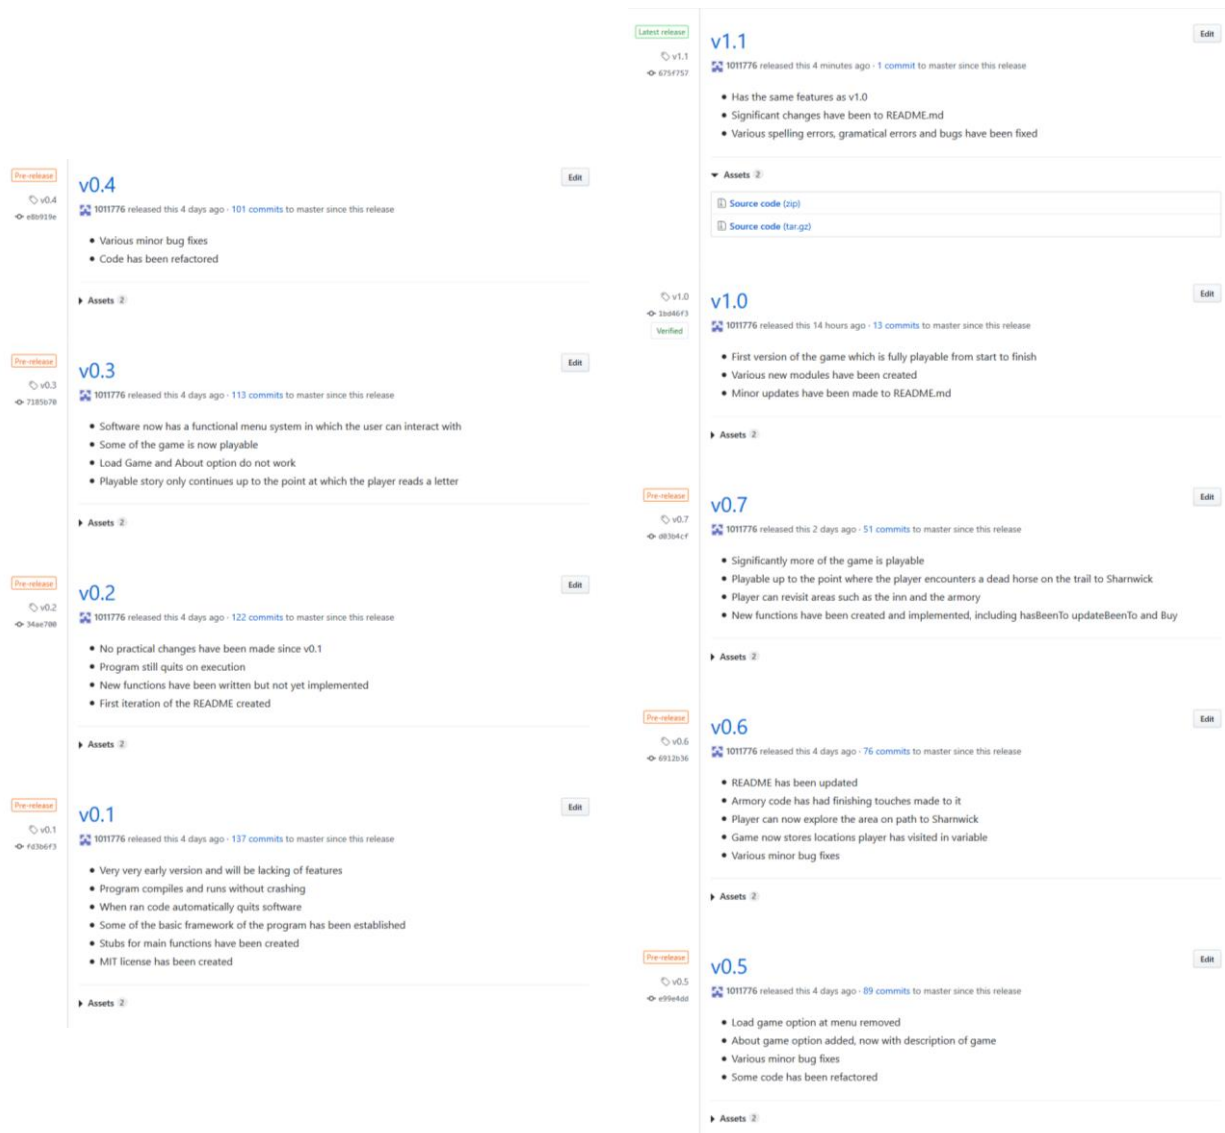 Pre-release
v0.4
e8b919e
v0.4
Edit
1011776 released this 4 days ago · 101 commits to master since this release
Various minor bug fixes
Code has been refactored
Assets 2
Pre-release
v0.3
7185b70
v0.3
Edit
1011776 released this 4 days ago · 113 commits to master since this release
Software now has a functional menu system in which the user can interact with
Some of the game is now playable
Load Game and About option do not work
Playable story only continues up to the point at which the player reads a letter
Assets 2
Pre-release
v0.2
34ae700
v0.2
Edit
1011776 released this 4 days ago · 122 commits to master since this release
No practical changes have been made since v0.1
Program still quits on execution
New functions have been written but not yet implemented
First iteration of the README created
Assets 2
Pre-release
v0.1
fd3b6f3
v0.1
Edit
1011776 released this 4 days ago · 137 commits to master since this release
Very very early version and will be lacking of features
Program compiles and runs without crashing
When ran code automatically quits software
Some of the basic framework of the program has been established
Stubs for main functions have been created
MIT license has been created
Assets 2
Latest release
v1.1
675f757
v1.1
Edit
1011776 released this 4 minutes ago · 1 commit to master since this release
Has the same features as v1.0
Significant changes have been to README.md
Various spelling errors, gramatical errors and bugs have been fixed
Assets 2
Source code (zip)
Source code (tar.gz)
v1.0
1bd46f3
Verified
v1.0
Edit
1011776 released this 14 hours ago · 13 commits to master since this release
First version of the game which is fully playable from start to finish
Various new modules have been created
Minor updates have been made to README.md
Assets 2
Pre-release
v0.7
d03b4cf
v0.7
Edit
1011776 released this 2 days ago · 51 commits to master since this release
Significantly more of the game is playable
Playable up to the point where the player encounters a dead horse on the trail to Sharnwick
Player can revisit areas such as the inn and the armory
New functions have been created and implemented, including hasBeenTo updateBeenTo and Buy
Assets 2
Pre-release
v0.6
6912b36
v0.6
Edit
1011776 released this 4 days ago · 76 commits to master since this release
README has been updated
Armory code has had finishing touches made to it
Player can now explore the area on path to Sharnwick
Game now stores locations player has visited in variable
Various minor bug fixes
Assets 2
Pre-release
v0.5
e99e4dd
v0.5
Edit
1011776 released this 4 days ago · 89 commits to master since this release
Load game option at menu removed
About game option added, now with description of game
Various minor bug fixes
Some code has been refactored
Assets 2